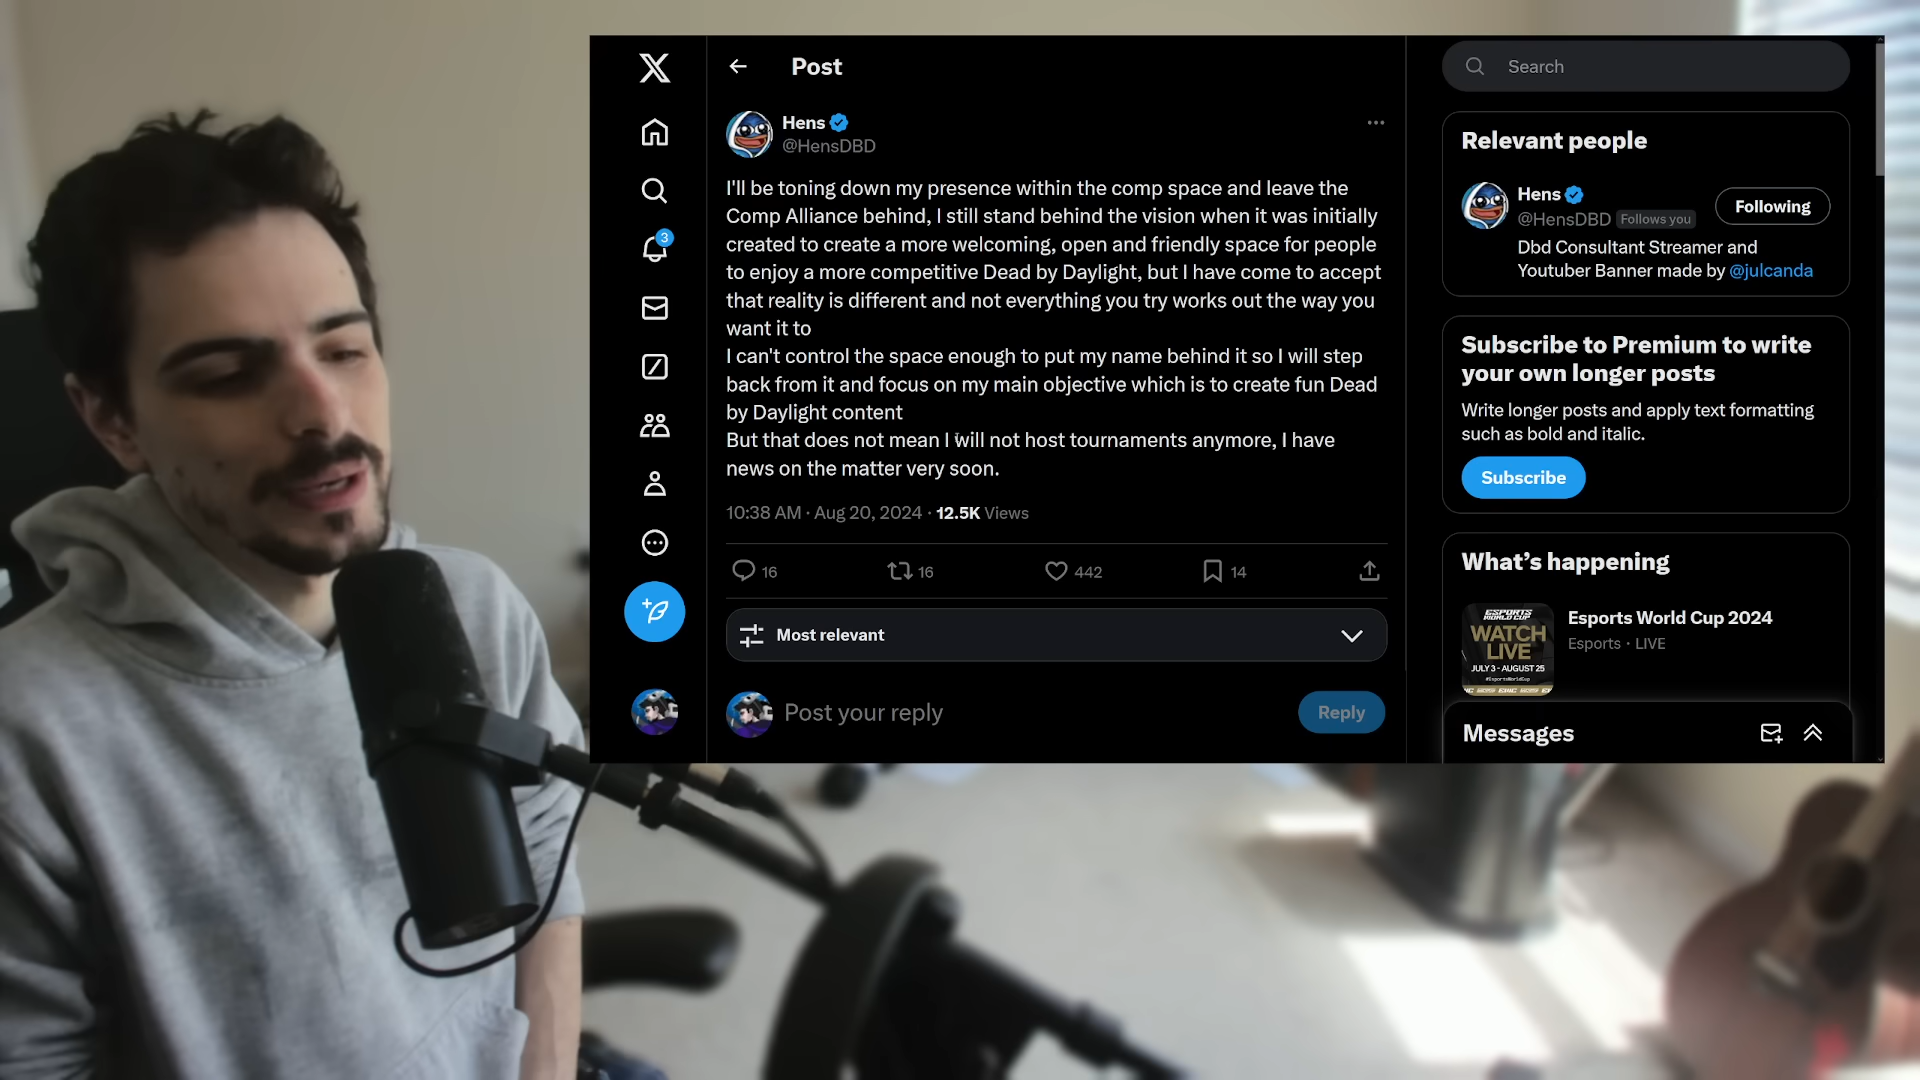 Post
Search
Hens
@HensDBD
I'll be toning down my presence within the comp space and leave the
Comp Alliance behind, I still stand behind the vision when it was initially
created to create a more welcoming, open and friendly space for people
to enjoy a more competitive Dead by Daylight, but I have come to accept
that reality is different and not everything you try works out the way you
want it to
I can't control the space enough to put my name behind it so I will step
back from it and focus on my main objective which is to create fun Dead
by Daylight content
But that does not mean I will not host tournaments anymore, I have
news on the matter very soon.
10:38 AM · Aug 20, 2024 · 12.5K Views
16
16
442
14
Most relevant
Post your reply
Reply
3
Relevant people
Hens
@HensDBD Follows you
Following
Dbd Consultant Streamer and
Youtuber Banner made by @julcanda
Subscribe to Premium to write
your own longer posts
Write longer posts and apply text formatting
such as bold and italic.
Subscribe
What's happening
ESPORTS
WORLD CUP
WATCH
LIVE
JULY 3 - AUGUST 25
#EsportsWorldCup
Esports World Cup 2024
Esports · LIVE
Messages